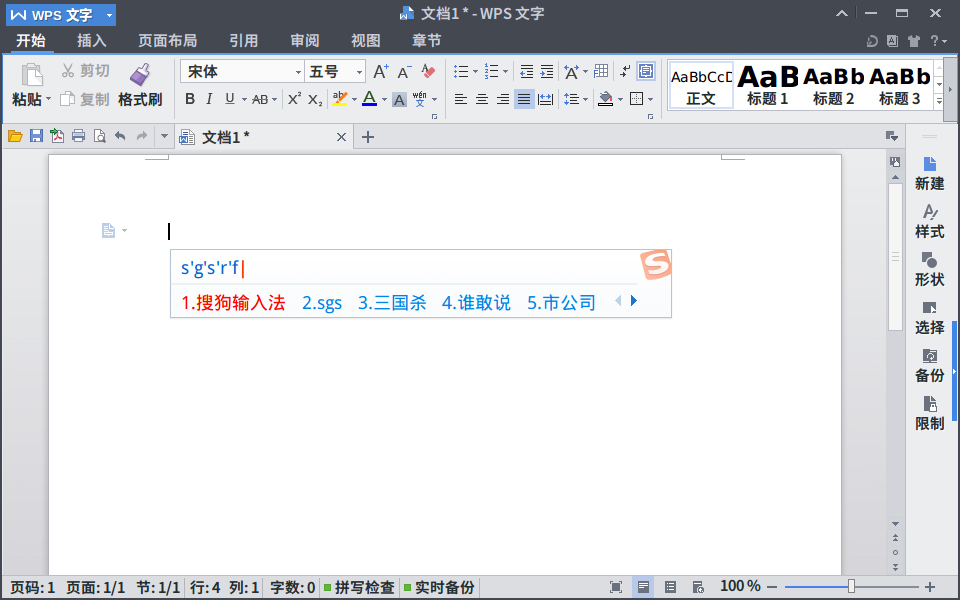 WPS 文字
文档1 * - WPS 文字
开始 插入 页面布局 引用 审阅 视图 章节
粘贴 剪切 复制 格式刷
宋体 五号 A+ A-
B I U AB X² X₂ A A wén 文
AaBbCcD AaB AaBb AaBb
正文 标题 1 标题 2 标题 3
文档1 *
s'g's'r'f
1.搜狗输入法 2.sgs 3.三国杀 4.谁敢说 5.市公司
新建
样式
形状
选择
备份
限制
页码: 1 页面: 1/1 节: 1/1 行: 4 列: 1 字数: 0 拼写检查 实时备份 100 %